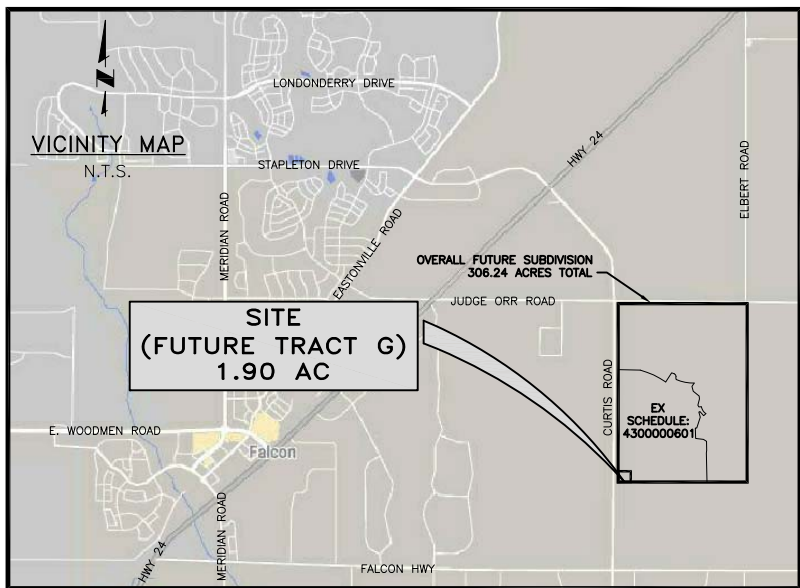 N
VICINITY MAP
N.T.S.
LONDONDERRY DRIVE
STAPLETON DRIVE
HWY 24
ELBERT ROAD
MERIDIAN ROAD
EASTONVILLE ROAD
OVERALL FUTURE SUBDIVISION
306.24 ACRES TOTAL
JUDGE ORR ROAD
SITE
(FUTURE TRACT G)
1.90 AC
CURTIS ROAD
EX
SCHEDULE:
4300000601
E. WOODMEN ROAD
Falcon
MERIDIAN ROAD
HWY 24
FALCON HWY